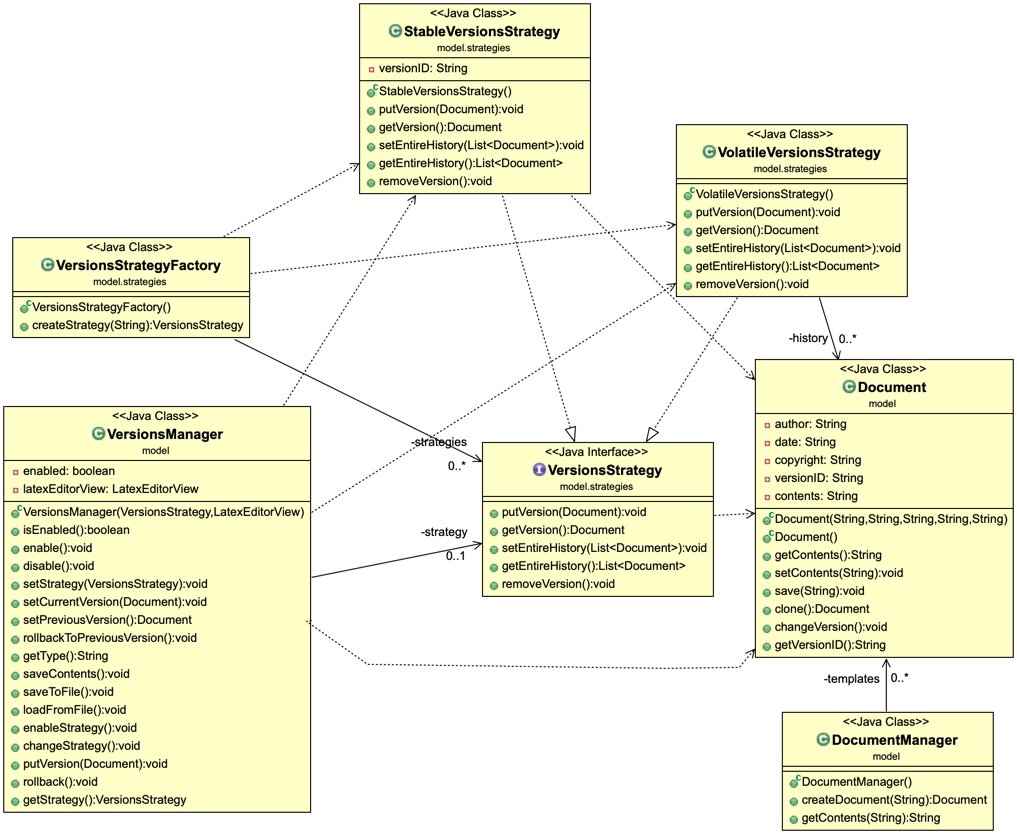 <<Java Class>>
StableVersionsStrategy
model.strategies
versionID: String
StableVersionsStrategy()
putVersion(Document):void
getVersion():Document
setEntireHistory(List<Document>):void
getEntireHistory():List<Document>
removeVersion():void
<<Java Class>>
VolatileVersionsStrategy
model.strategies
VolatileVersionsStrategy()
putVersion(Document):void
getVersion():Document
setEntireHistory(List<Document>):void
getEntireHistory():List<Document>
removeVersion():void
<<Java Class>>
VersionsStrategyFactory
model.strategies
VersionsStrategyFactory()
createStrategy(String):VersionsStrategy
-history 0..*
<<Java Class>>
Document
model
author: String
date: String
copyright: String
versionID: String
contents: String
Document(String,String,String,String,String)
Document()
getContents():String
setContents(String):void
save(String):void
clone():Document
changeVersion():void
getVersionID():String
<<Java Class>>
VersionsManager
model
enabled: boolean
latexEditorView: LatexEditorView
VersionsManager(VersionsStrategy,LatexEditorView)
isEnabled():boolean
enable():void
disable():void
setStrategy(VersionsStrategy):void
setCurrentVersion(Document):void
setPreviousVersion():Document
rollbackToPreviousVersion():void
getType():String
saveContents():void
saveToFile():void
loadFromFile():void
enableStrategy():void
changeStrategy():void
putVersion(Document):void
rollback():void
getStrategy():VersionsStrategy
-strategies
0..*
-strategy
0..1
<<Java Interface>>
VersionsStrategy
model.strategies
putVersion(Document):void
getVersion():Document
setEntireHistory(List<Document>):void
getEntireHistory():List<Document>
removeVersion():void
-templates 0..*
<<Java Class>>
DocumentManager
model
DocumentManager()
createDocument(String):Document
getContents(String):String